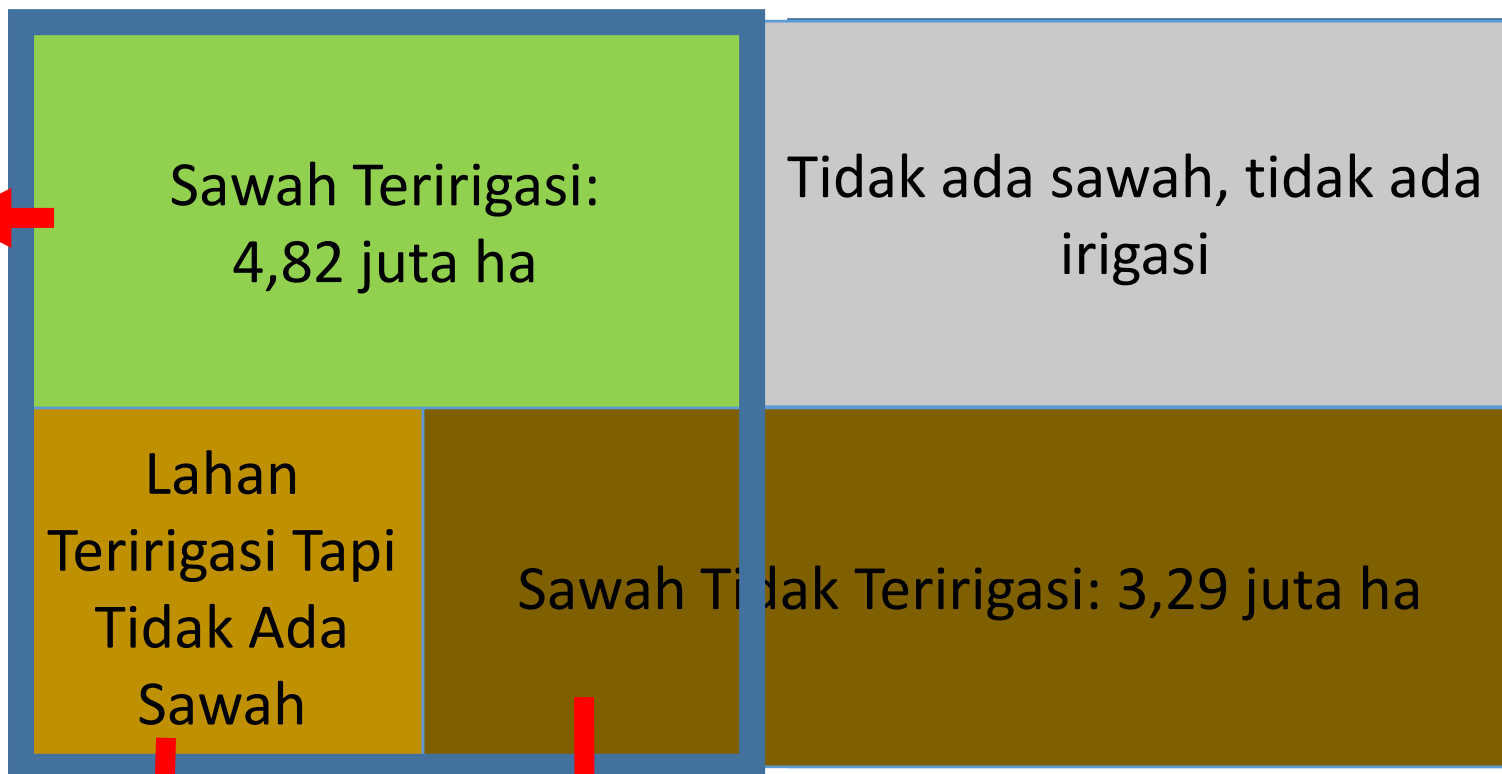 Sawah Teririgasi:
4,82 juta ha
Tidak ada sawah, tidak ada
irigasi
Lahan
Teririgasi Tapi
Tidak Ada
Sawah
Sawah Tidak Teririgasi: 3,29 juta ha